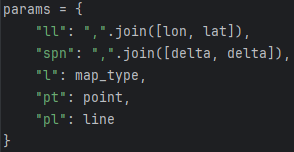 params = {
    "ll": ",".join([lon, lat]),
    "spn": ",".join([delta, delta]),
    "l": map_type,
    "pt": point,
    "pl": line
}